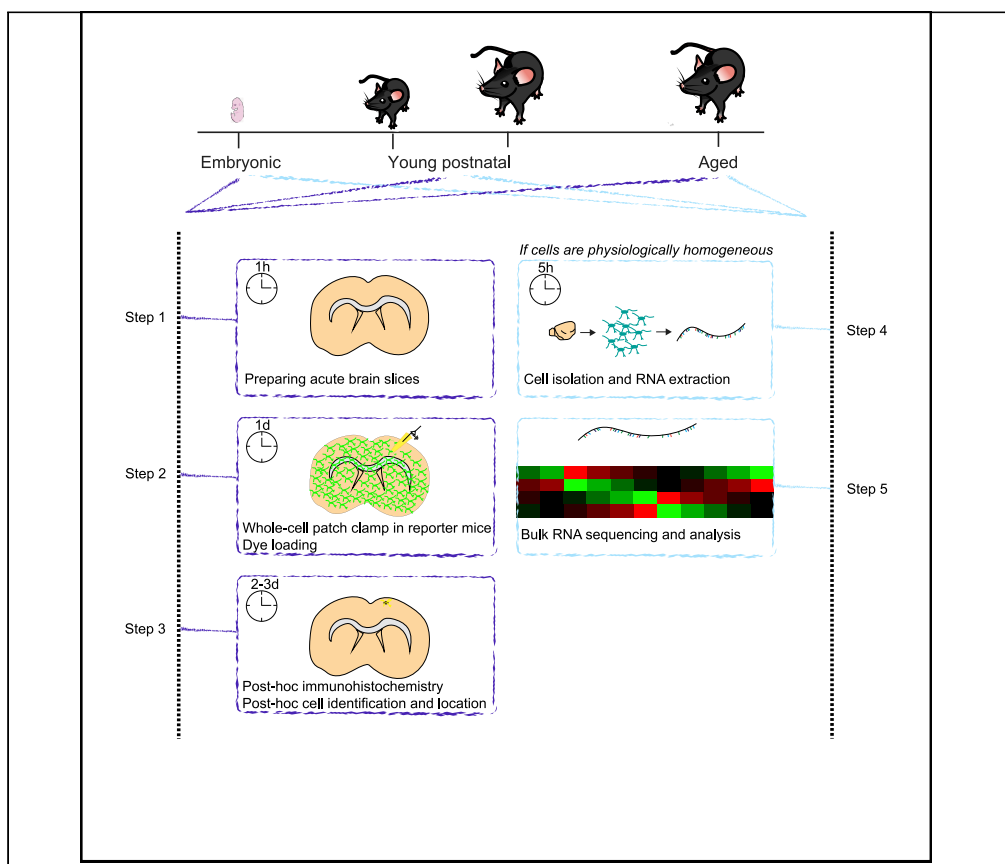 Embryonic
Young postnatal
Aged
If cells are physiologically homogeneous
1h
Step 1
Preparing acute brain slices
1d
Step 2
Whole-cell patch clamp in reporter mice
Dye loading
2-3d
Step 3
Post-hoc immunohistochemistry
Post-hoc cell identification and location
5h
Step 4
Cell isolation and RNA extraction
Step 5
Bulk RNA sequencing and analysis